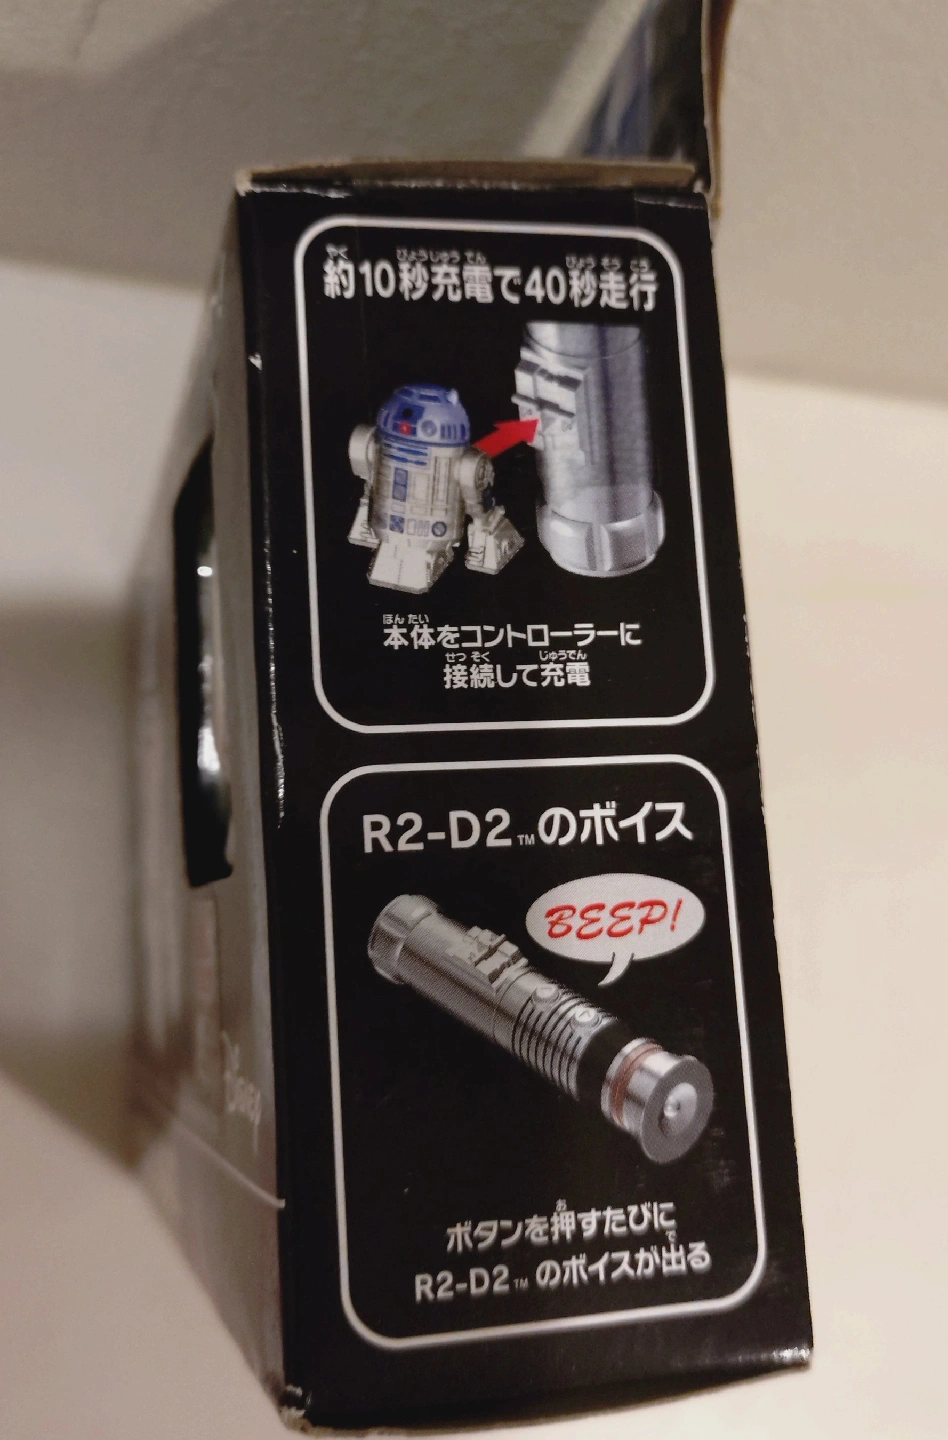 約10秒充電で40秒走行
本体をコントローラーに
接続して充電
R2-D2™のボイス
BEEP!
ボタンを押すたびに
R2-D2™のボイスが出る